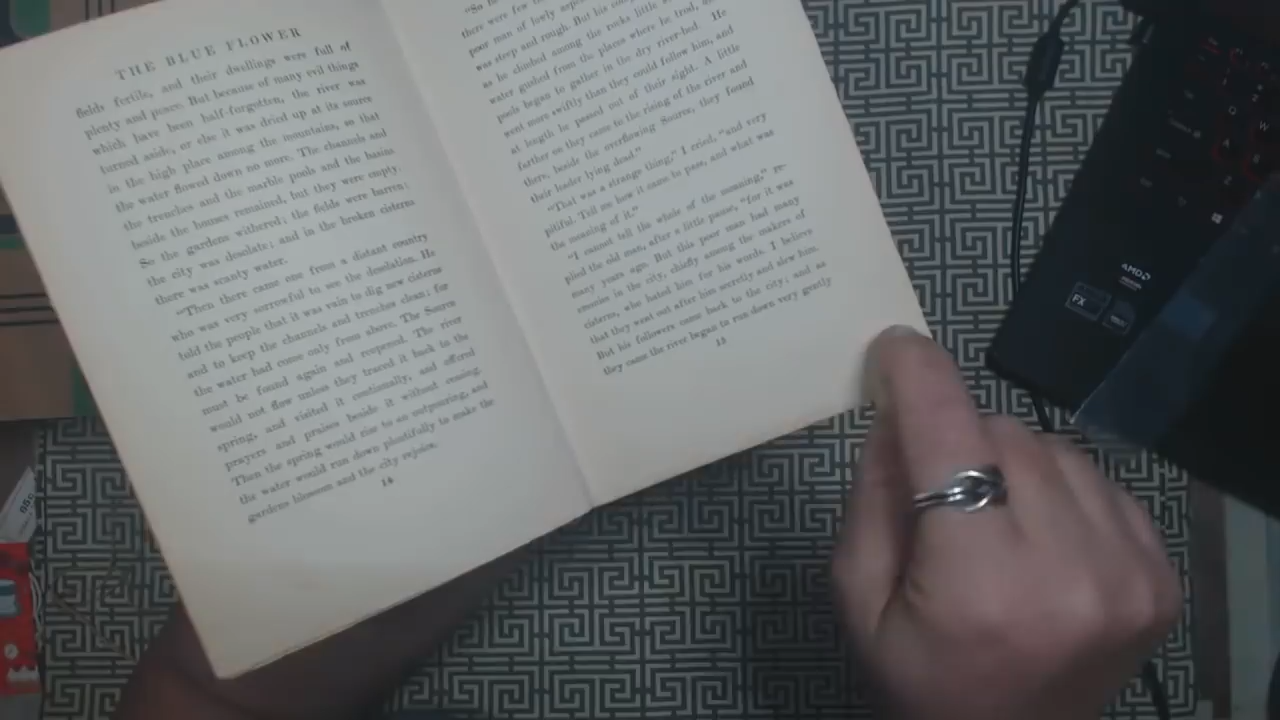 THE BLUE FLOWER
fields fertile, and their dwellings were full of
plenty and peace. But because of many evil things
which have been half-forgotten, the river was
turned aside, or else it was dried up at its source
in the high place among the mountains, so that
the water flowed down no more. The channels and
the trenches and the marble pools and the basins
beside the houses remained, but they were empty.
So the gardens withered; the fields were barren;
the city was desolate; and in the broken cisterns
there was scanty water.
"Then there came one from a distant country
who was very sorrowful to see the desolation. He
told the people that it was vain to dig new cisterns
and to keep the channels and trenches clean; for
the water had come only from above. The Source
must be found again and reopened. The river
would not flow unless they traced it back to the
spring, and visited it continually, and offered
prayers and praises beside it without ceasing.
Then the spring would rise to an outpouring, and
the water would run down plentifully to make the
gardens blossom and the city rejoice.
14
"So he
there were few
poor man of lowly
was steep and rough. But his
as he climbed among the rocks little
water gushed from the places where he trod, and
pools began to gather in the dry river-bed. He
went more swiftly than they could follow him, and
at length he passed out of their sight. A little
farther on they came to the rising of the river and
there, beside the overflowing Source, they found
their leader lying dead."
"That was a strange thing," I cried, "and very
pitiful. Tell me how it came to pass, and what was
the meaning of it."
"I cannot tell the whole of the meaning," re-
plied the old man, after a little pause, "for it was
many years ago. But this poor man had many
enemies in the city, chiefly among the makers of
cisterns, who hated him for his words. I believe
that they went out after him secretly and slew him.
But his followers came back to the city; and as
they came the river began to run down very gently
15
AMD
FX